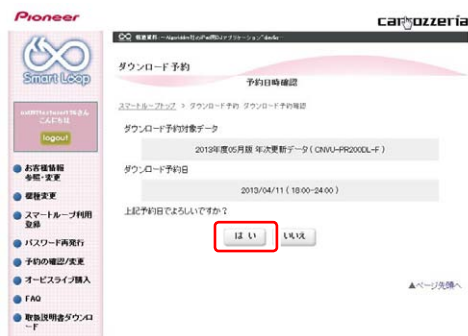 Pioneer
carrozzeria
ダウンロード予約
予約日時確認
Smart Loop
スマートループトップ > ダウンロード予約 ダウンロード予約確認
こんにちは
logout
ダウンロード予約対象データ
2013年度05月版 年次更新データ ( CNVU-PR200DL-F )
ダウンロード予約日
2013/04/11 ( 18:00-24:00 )
上記予約日でよろしいですか?
はい
いいえ
お客様情報
参照・変更
機種変更
スマートループ利用
登録
パスワード再発行
予約の確認/変更
オービスライブ購入
FAQ
取扱説明書ダウンロ
ード
▲ページ先頭へ